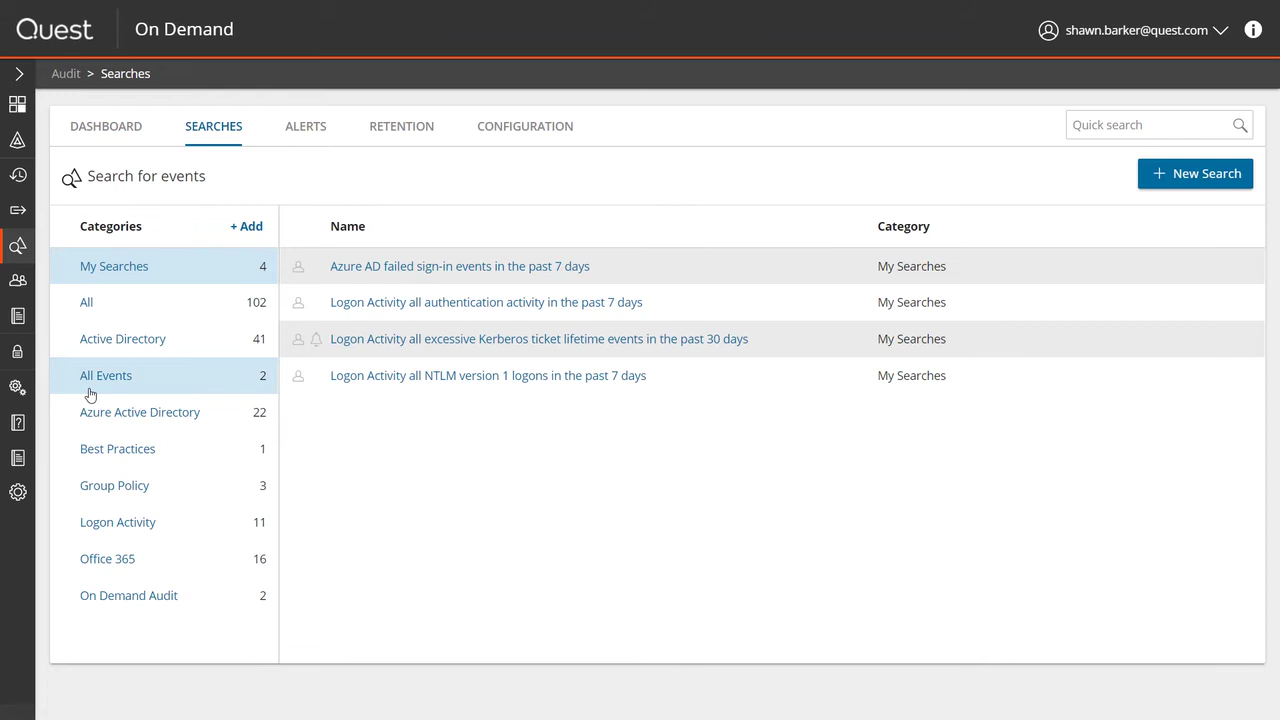 Quest On Demand shawn.barker@quest.com
Audit > Searches
DASHBOARD SEARCHES ALERTS RETENTION CONFIGURATION Quick search
Search for events + New Search
Categories + Add Name Category
My Searches 4 Azure AD failed sign-in events in the past 7 days My Searches
All 102 Logon Activity all authentication activity in the past 7 days My Searches
Active Directory 41 Logon Activity all excessive Kerberos ticket lifetime events in the past 30 days My Searches
All Events 2 Logon Activity all NTLM version 1 logons in the past 7 days My Searches
Azure Active Directory 22
Best Practices 1
Group Policy 3
Logon Activity 11
Office 365 16
On Demand Audit 2